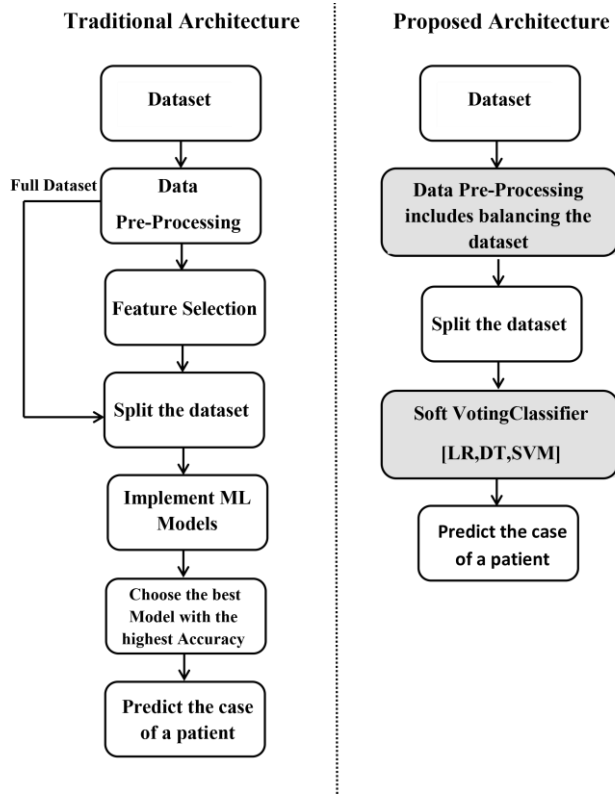 Traditional Architecture
Dataset
Full Dataset
Data
Pre-Processing
Feature Selection
Split the dataset
Implement ML
Models
Choose the best
Model with the
highest Accuracy
Predict the case
of a patient
Proposed Architecture
Dataset
Data Pre-Processing
includes balancing the
dataset
Split the dataset
Soft VotingClassifier
[LR,DT,SVM]
Predict the case
of a patient